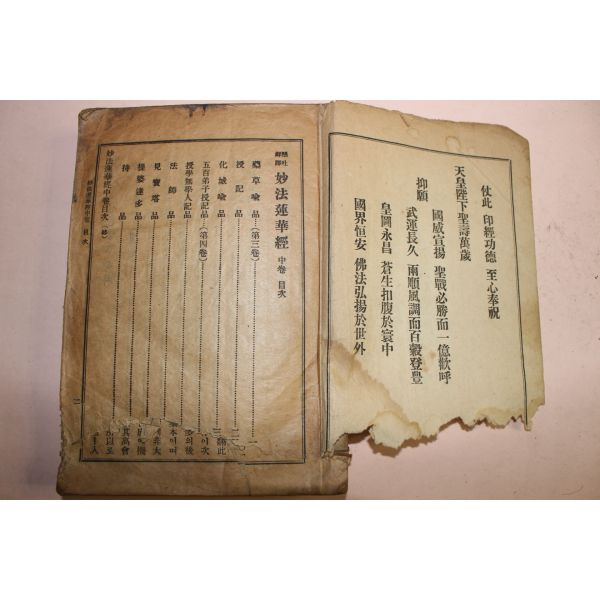 仗此 印經功德 至心奉祝
天皇陛下聖壽萬歲
國威宣揚 聖戰必勝而一億歡呼
抑願
武運長久 雨順風調而百穀登豊
皇圖永昌 蒼生扣腹於寰中
國界恒安 佛法弘揚於世外
妙法蓮華經 中卷 目次
藥草喩品……(第三卷)……一
授記品
化城喩品
五百弟子授記品……(第四卷)
授學無學人記品
法師品
見寶塔品
提婆達多品
持品
妙法蓮華經中卷目次(終)
目次
二